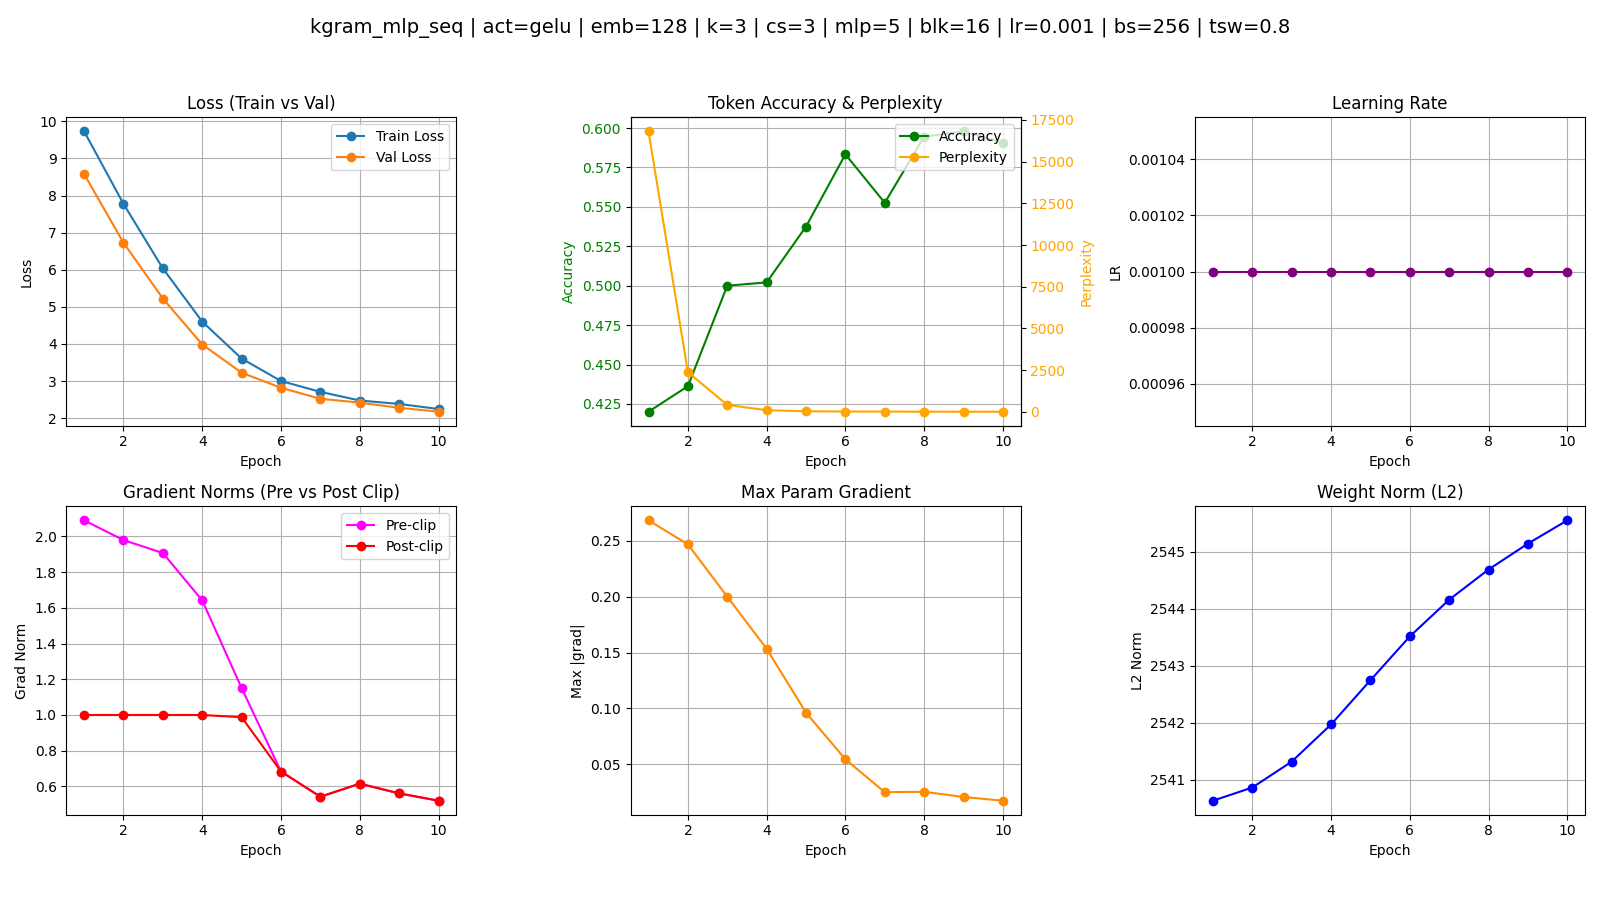 kgram_mlp_seq | act=gelu | emb=128 | k=3 | cs=3 | mlp=5 | blk=16 | lr=0.001 | bs=256 | tsw=0.8
Loss (Train vs Val)
10
9
8
7
6
5
4
3
2
Loss
Train Loss
Val Loss
2 4 6 8 10
Epoch
Token Accuracy & Perplexity
0.600
0.575
0.550
0.525
0.500
0.475
0.450
0.425
Accuracy
Accuracy
Perplexity
17500
15000
12500
10000
7500
5000
2500
0
Perplexity
2 4 6 8 10
Epoch
Learning Rate
0.00104
0.00102
0.00100
0.00098
0.00096
LR
2 4 6 8 10
Epoch
Gradient Norms (Pre vs Post Clip)
2.0
1.8
1.6
1.4
1.2
1.0
0.8
0.6
Grad Norm
Pre-clip
Post-clip
2 4 6 8 10
Epoch
Max Param Gradient
0.25
0.20
0.15
0.10
0.05
Max |grad|
2 4 6 8 10
Epoch
Weight Norm (L2)
2545
2544
2543
2542
2541
L2 Norm
2 4 6 8 10
Epoch